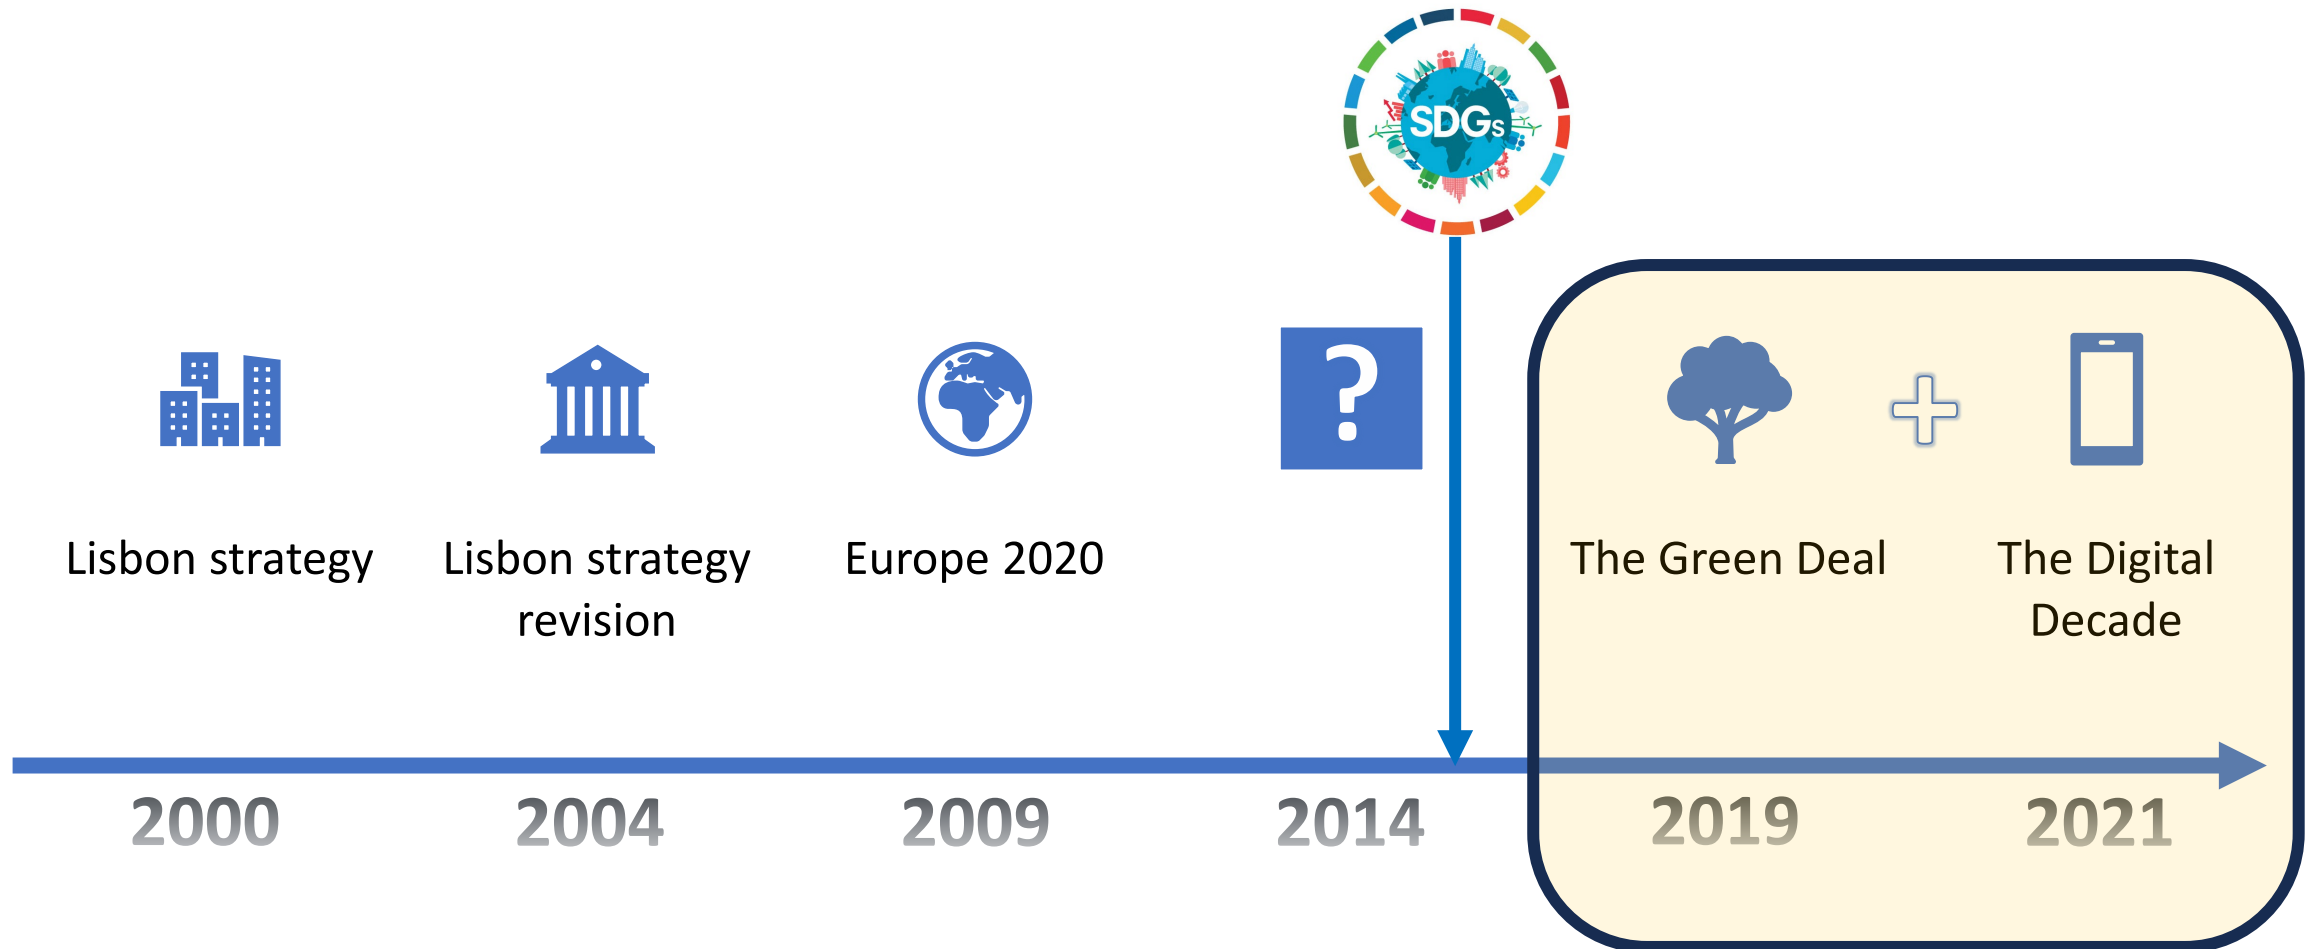 SDGs
?
Lisbon strategy
Lisbon strategy
revision
Europe 2020
The Green Deal
The Digital
Decade
2000
2004
2009
2014
2019
2021